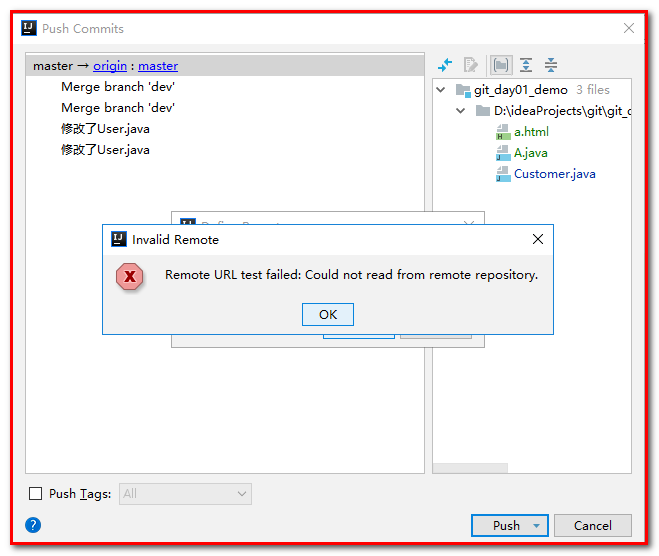 Push Commits
master → origin : master
Merge branch 'dev'
Merge branch 'dev'
修改了User.java
修改了User.java
git_day01_demo 3 files
D:\ideaProjects\git\git_
a.html
A.java
Customer.java
Invalid Remote
Remote URL test failed: Could not read from remote repository.
OK
Push Tags:
All
?
Push
Cancel